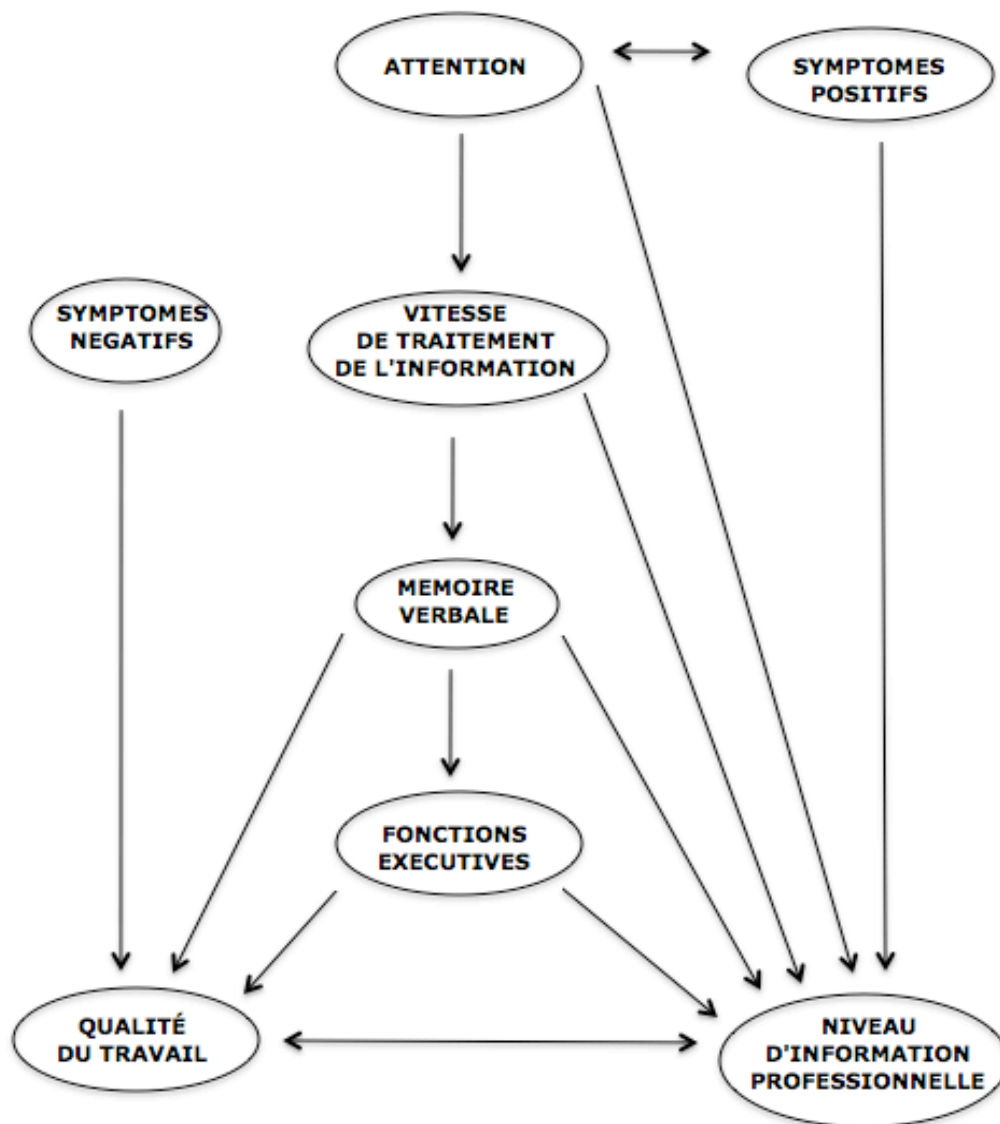 ATTENTION
SYMPTOMES
POSITIFS
SYMPTOMES
NEGATIFS
VITESSE
DE TRAITEMENT
DE L'INFORMATION
MEMOIRE
VERBALE
FONCTIONS
EXECUTIVES
QUALITÉ
DU TRAVAIL
NIVEAU
D'INFORMATION
PROFESSIONNELLE